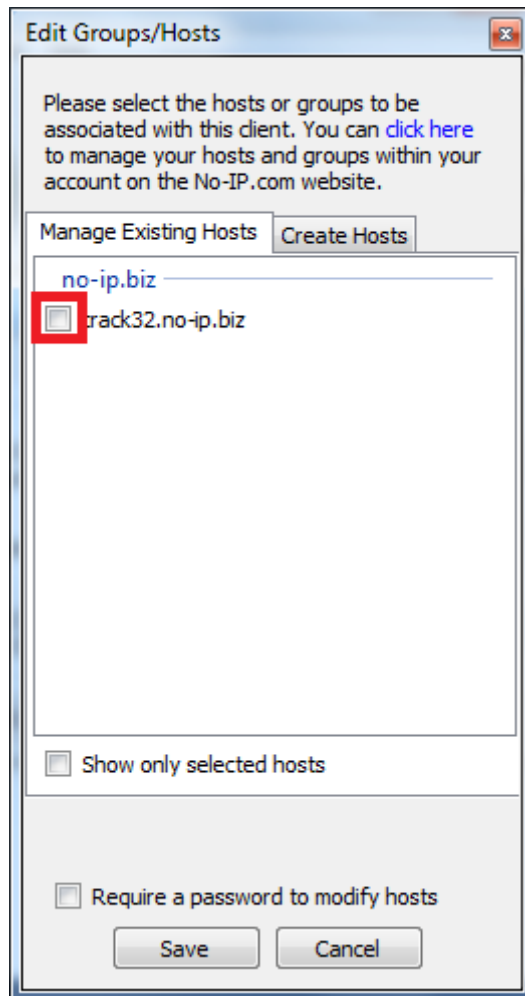 Edit Groups/Hosts
Please select the hosts or groups to be
associated with this client. You can click here
to manage your hosts and groups within your
account on the No-IP.com website.
Manage Existing Hosts
Create Hosts
no-ip.biz
track32.no-ip.biz
Show only selected hosts
Require a password to modify hosts
Save
Cancel